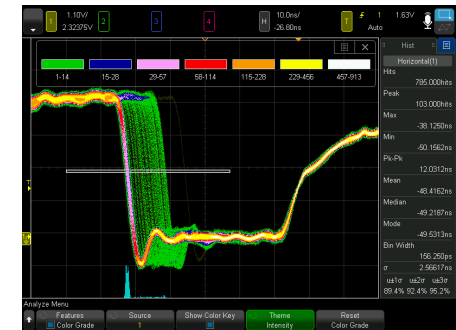 1 1.10V/ 2.32375V 2 3 4 H 10.0ns/ -26.80ns T 1 1.63V Auto
1-14 15-28 29-57 58-114 115-228 229-456 457-913
Hist
Horizontal(1)
Hits
785.000hits
Peak
103.000hits
Max
-38.1250ns
Min
-50.1562ns
Pk-Pk
12.0312ns
Mean
-48.4162ns
Median
-49.2187ns
Mode
-49.5313ns
Bin Width
156.250ps
σ
2.56617ns
u±1σ u±2σ u±3σ
89.4% 92.4% 95.2%
Analyze Menu
Features Source Show Color Key Theme Reset
Color Grade 1 Intensity Color Grade